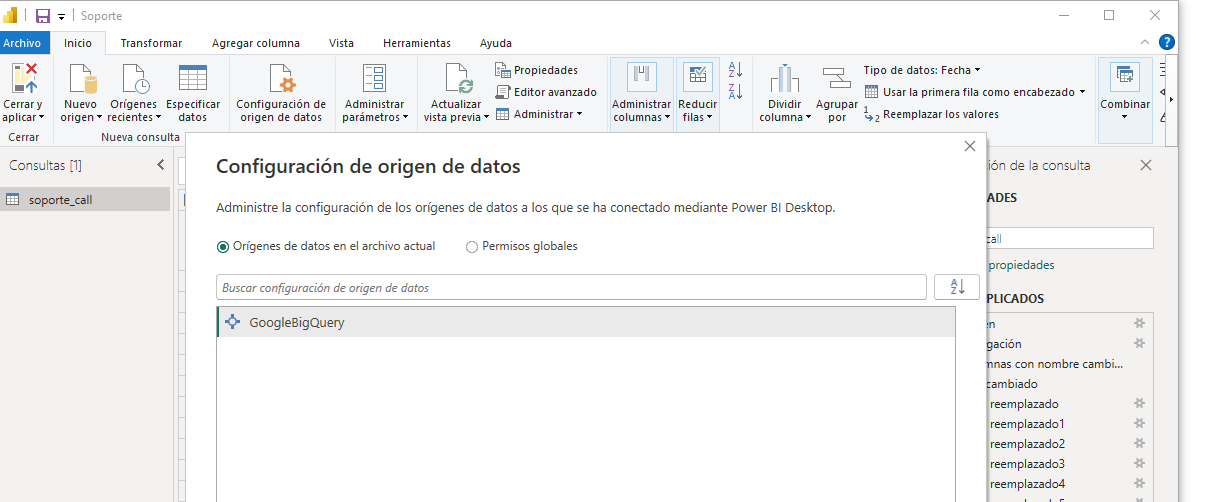 Soporte
Archivo Inicio Transformar Agregar columna Vista Herramientas Ayuda
Cerrar y aplicar
Nuevo origen
Orígenes recientes
Especificar datos
Configuración de origen de datos
Administrar parámetros
Actualizar vista previa
Propiedades
Editor avanzado
Administrar
Administrar columnas
Reducir filas
Dividir columna
Agrupar por
Tipo de datos: Fecha
Usar la primera fila como encabezado
Reemplazar los valores
Combinar
Cerrar
Nueva consulta
Consultas [1]
soporte_call
Configuración de origen de datos
Administre la configuración de los orígenes de datos a los que se ha conectado mediante Power BI Desktop.
Orígenes de datos en el archivo actual
Permisos globales
Buscar configuración de origen de datos
GoogleBigQuery
ión de la consulta
ADES
call
propiedades
PLICADOS
en
gación
mnas con nombre cambi...
cambiado
reemplazado
reemplazado1
reemplazado2
reemplazado3
reemplazado4